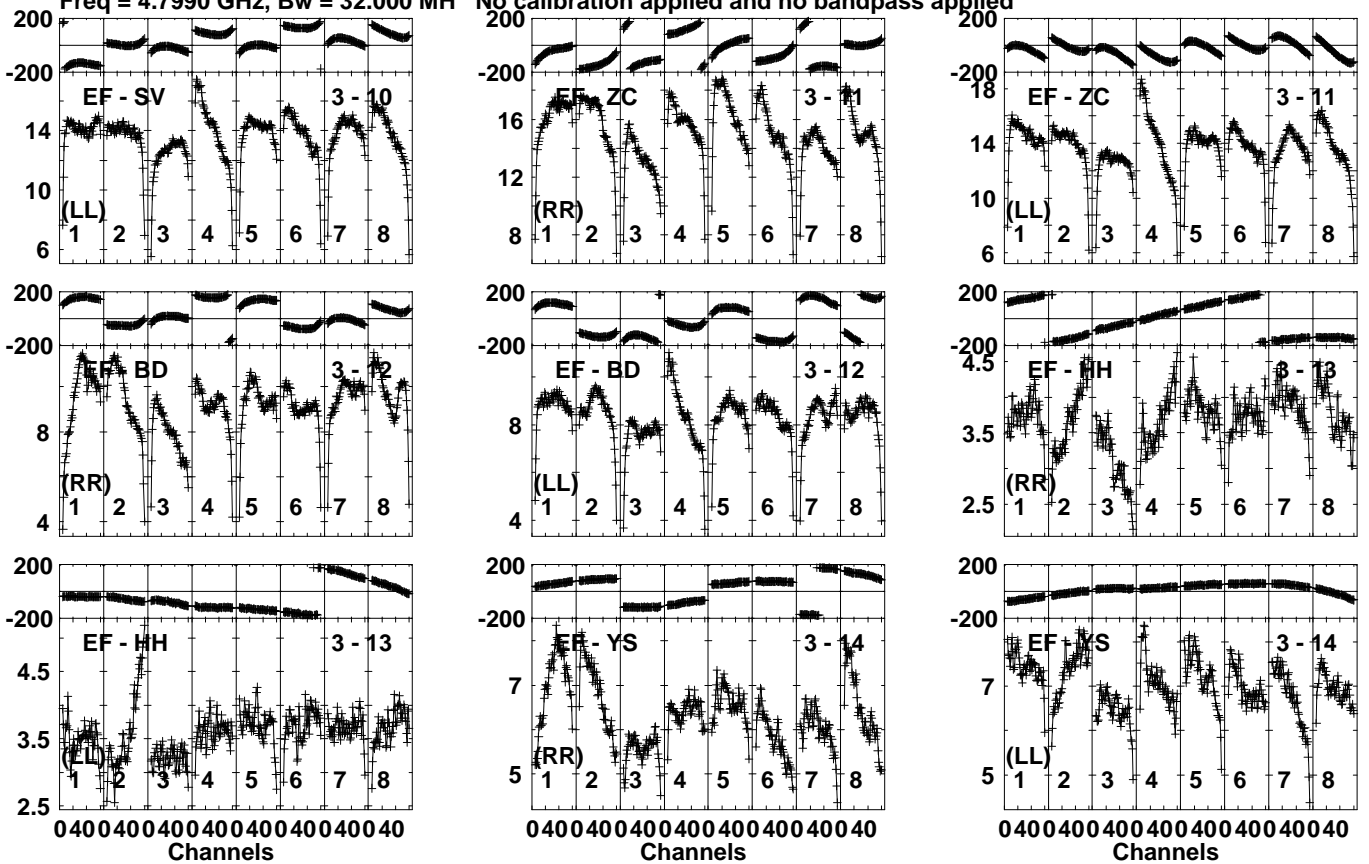 Freq = 4.7990 GHz, Bw = 32.000 MH No calibration applied and no bandpass applied
200
-200
EF - SV 3 - 10
14
10
6
(LL)
1 2 3 4 5 6 7 8
EF - ZC 3 - 11
16
12
8
(RR)
1 2 3 4 5 6 7 8
200
-200
200
-200
EF - ZC 3 - 11
18
14
10
6
(LL)
1 2 3 4 5 6 7 8
200
-200
EF - BD 3 - 12
8
4
(RR)
1 2 3 4 5 6 7 8
200
-200
EF - BD 3 - 12
8
4
(LL)
1 2 3 4 5 6 7 8
200
-200
EF - HH 3 - 13
4.5
3.5
2.5
(RR)
1 2 3 4 5 6 7 8
200
-200
EF - HH 3 - 13
4.5
3.5
2.5
(LL)
1 2 3 4 5 6 7 8
0 40 0 40 0 40 0 40 0 40 0 40 0 40 0 40
Channels
200
-200
EF - YS 3 - 14
7
5
(RR)
1 2 3 4 5 6 7 8
0 40 0 40 0 40 0 40 0 40 0 40 0 40 0 40
Channels
200
-200
EF - YS 3 - 14
7
5
(LL)
1 2 3 4 5 6 7 8
0 40 0 40 0 40 0 40 0 40 0 40 0 40 0 40
Channels